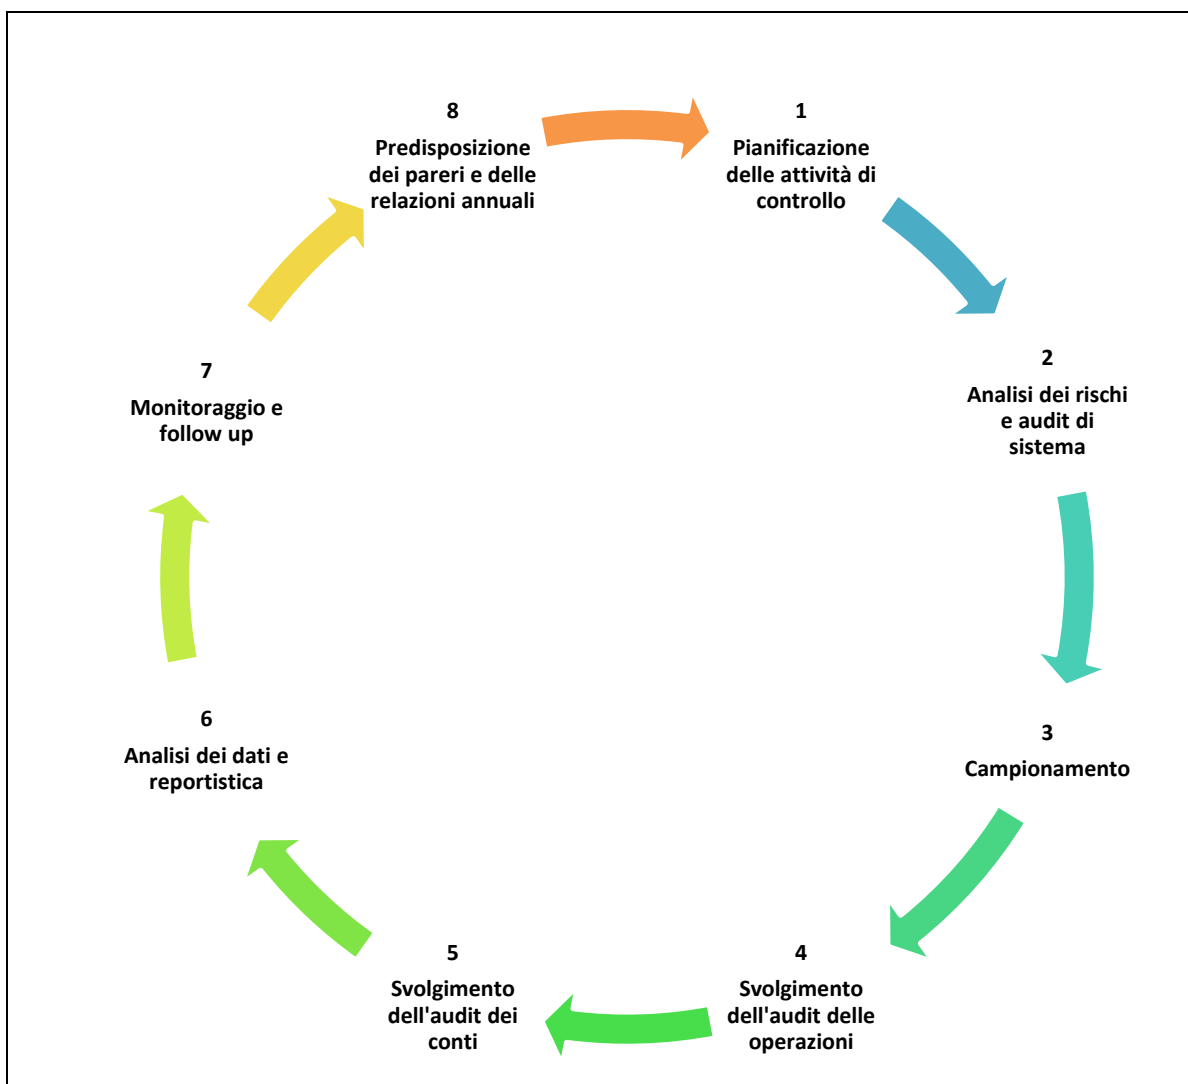 1
Pianificazione
delle attività di
controllo
2
Analisi dei rischi
e audit di
sistema
3
Campionamento
4
Svolgimento
dell'audit delle
operazioni
5
Svolgimento
dell'audit dei
conti
6
Analisi dei dati e
reportistica
7
Monitoraggio e
follow up
8
Predisposizione
dei pareri e delle
relazioni annuali